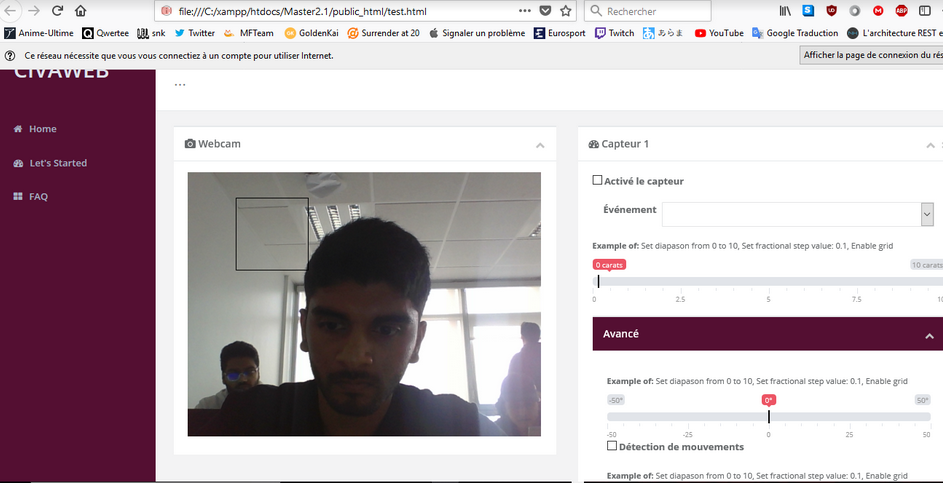 file:///C:/xampp/htdocs/Master2.1/public_html/test.html
Rechercher
Anime-Ultime Qwertee snk Twitter MFTeam GoldenKai Surrender at 20 Signaler un problème Eurosport Twitch あらま YouTube Google Traduction L'architecture REST e
Ce réseau nécessite que vous vous connectiez à un compte pour utiliser Internet.
Afficher la page de connexion du rés
CIVAWEB
...
Home
Let's Started
FAQ
Webcam
Capteur 1
Activé le capteur
Événement
Example of: Set diapason from 0 to 10, Set fractional step value: 0.1, Enable grid
0 carats
10 carats
0 2.5 5 7.5 10
Avancé
Example of: Set diapason from 0 to 10, Set fractional step value: 0.1, Enable grid
-50° 0° 50°
-50 -25 0 25 50
Détection de mouvements
Example of: Set diapason from 0 to 10, Set fractional step value: 0.1, Enable grid